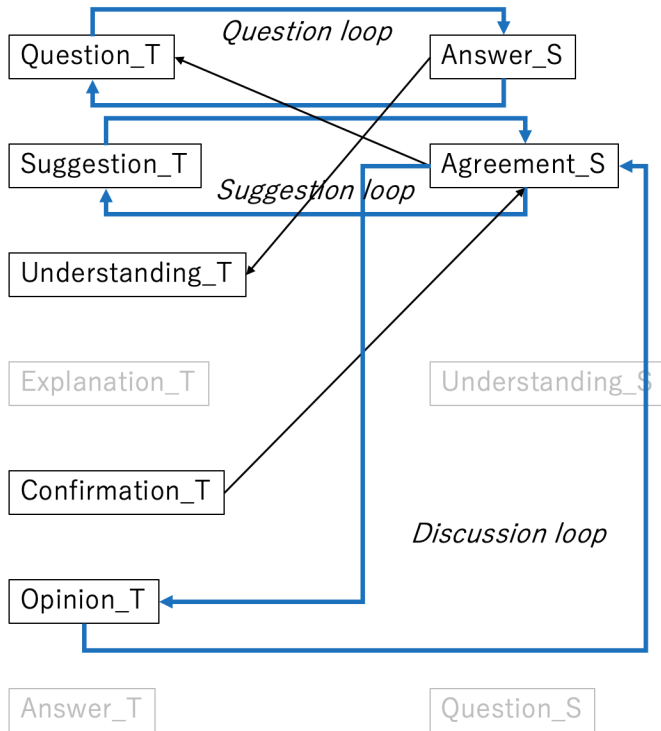 Question loop
Question_T
Answer_S
Suggestion_T
Agreement_S
Suggestion loop
Understanding_T
Explanation_T
Understanding_S
Confirmation_T
Discussion loop
Opinion_T
Answer_T
Question_S